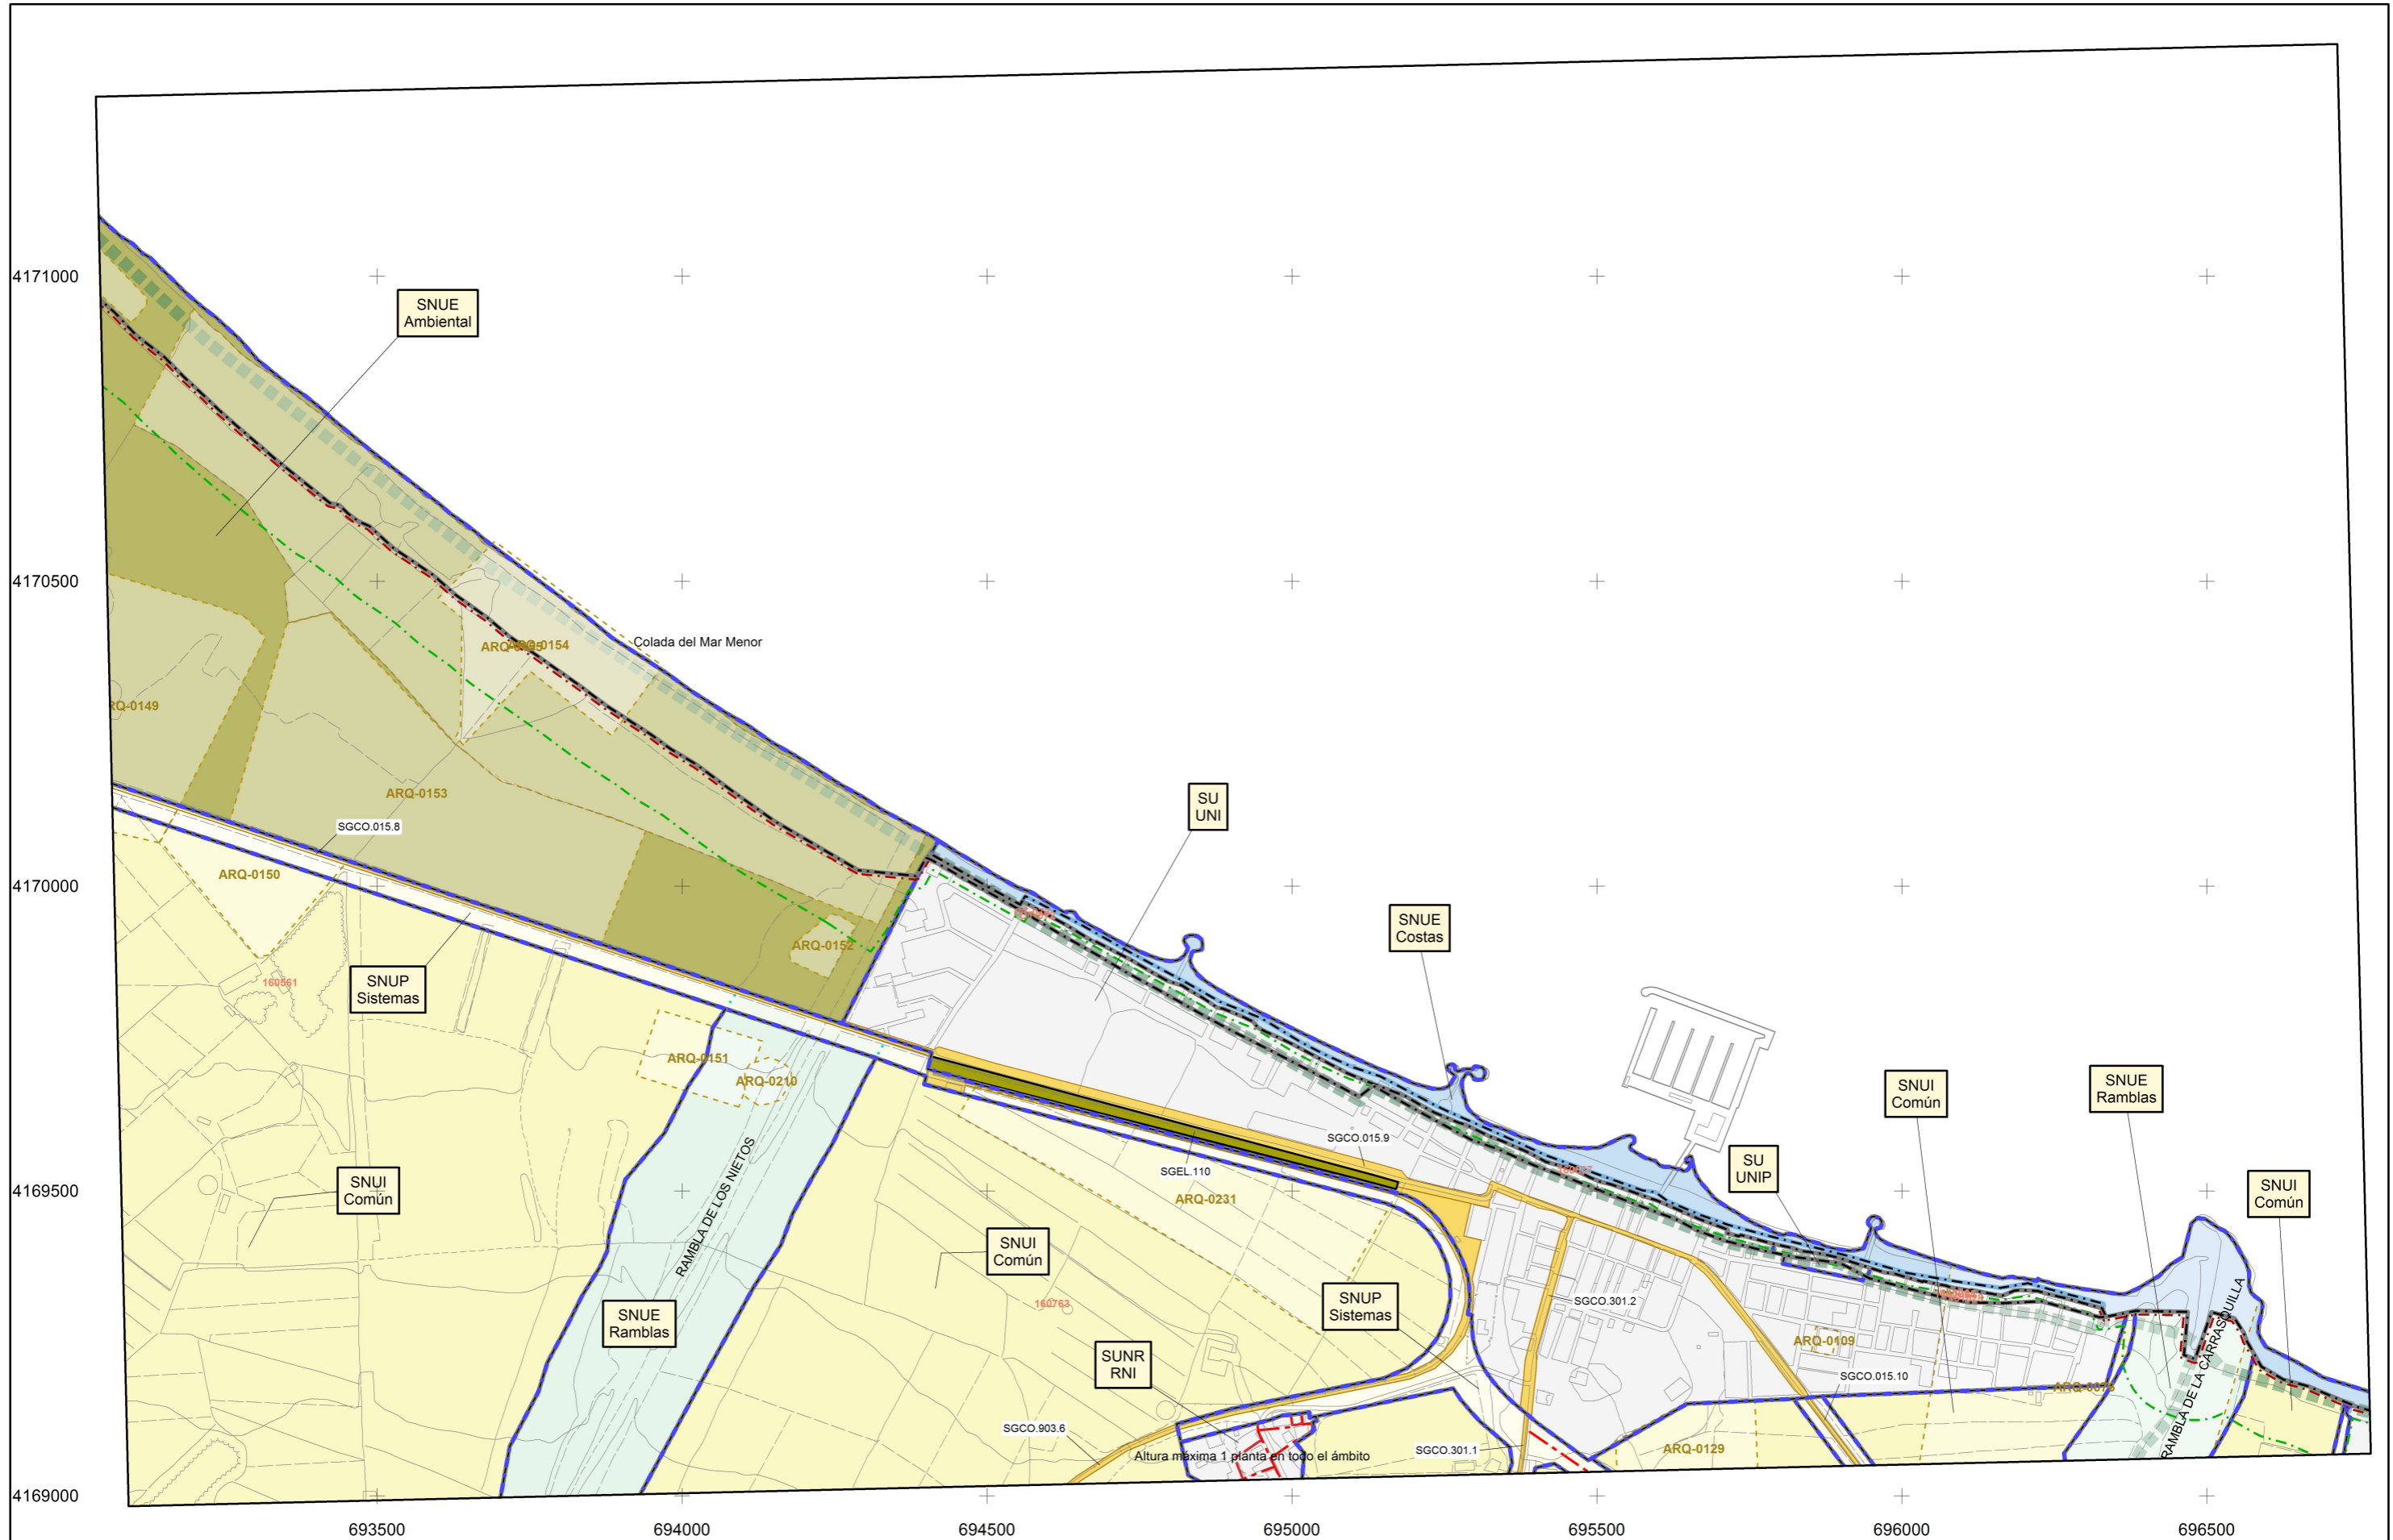 4171000
SNUE
Ambiental
4170500
Colada del Mar Menor
ARQ-0154
RQ-0149
ARQ-0153
SU
UNI
SGCO.015.8
4170000
ARQ-0150
SNUE
Costas
ARQ-0152
160561
SNUP
Sistemas
ARQ-0151
ARQ-0210
SNUI
Común
SNUE
Ramblas
SGCO.015.9
SGEL.110
SU
UNIP
4169500
SNUI
Común
ARQ-0231
SNUI
Común
RAMBLA DE LOS NIETOS
SNUI
Común
SNUP
Sistemas
160763
SGCO.301.2
SNUE
Ramblas
RAMBLA DE LA CARRASQUILLA
ARQ-0109
SUNR
RNI
SGCO.015.10
SGCO.903.6
SGCO.301.1
ARQ-0129
Altura máxima 1 planta en todo el ámbito
4169000
693500
694000
694500
695000
695500
696000
696500